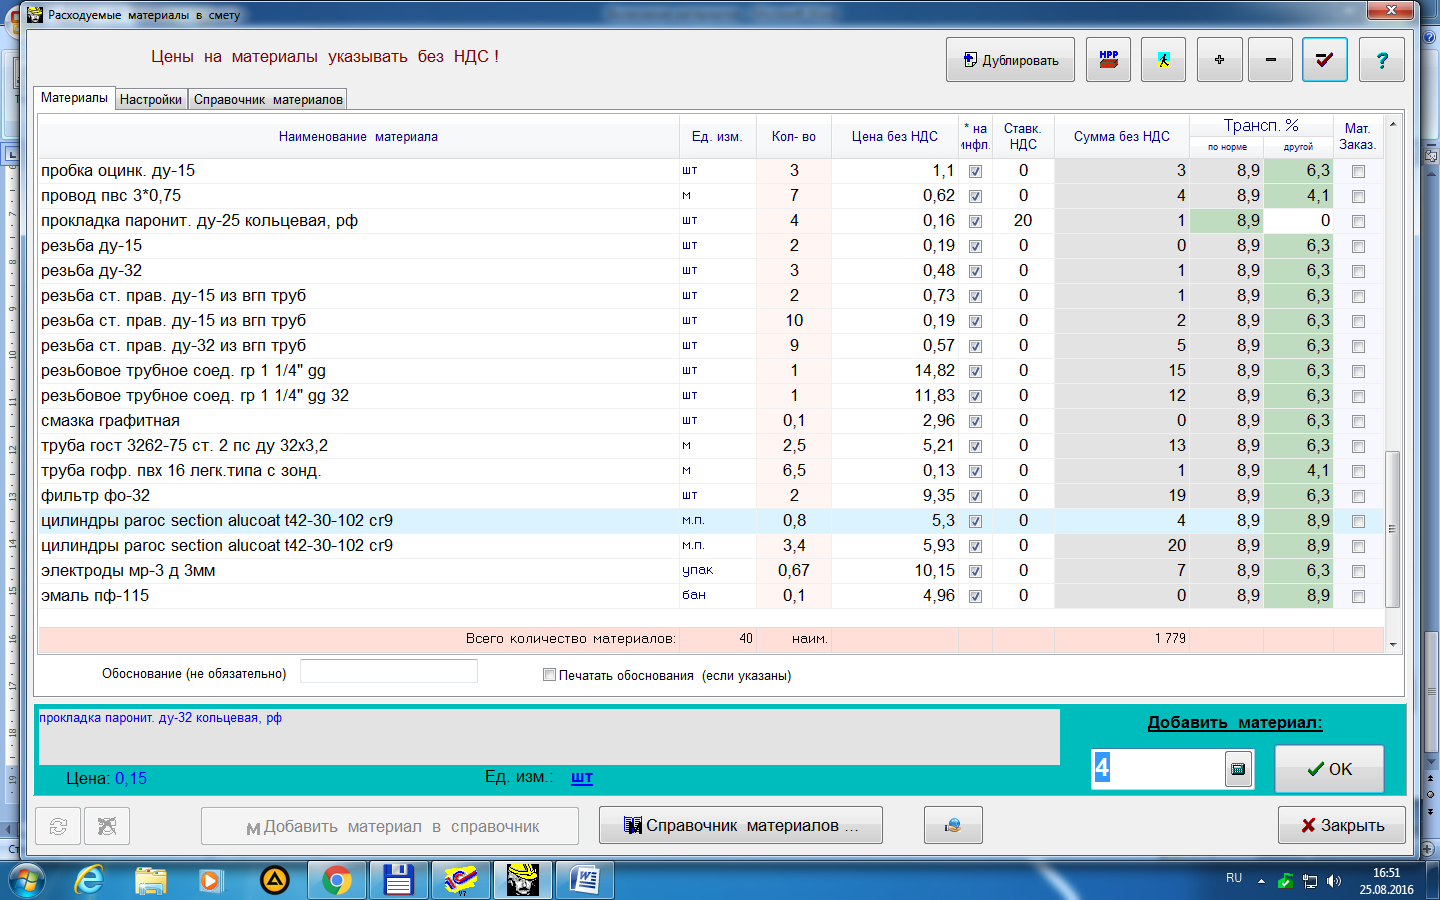 Расходуемые материалы в смету
Цены на материалы указывать без НДС !
Дублировать
НРР
+
−
?
Материалы
Настройки
Справочник материалов
Наименование материала Ед. изм. Кол- во Цена без НДС * на инфл. Ставк. НДС Сумма без НДС Трансп. % по норме другой Мат. Заказ.
пробка оцинк. ду-15 шт 3 1,1 0 3 8,9 6,3
провод пвс 3*0,75 м 7 0,62 0 4 8,9 4,1
прокладка паронит. ду-25 кольцевая, рф шт 4 0,16 20 1 8,9 0
резьба ду-15 шт 2 0,19 0 0 8,9 6,3
резьба ду-32 шт 3 0,48 0 1 8,9 6,3
резьба ст. прав. ду-15 из вгп труб шт 2 0,73 0 1 8,9 6,3
резьба ст. прав. ду-15 из вгп труб шт 10 0,19 0 2 8,9 6,3
резьба ст. прав. ду-32 из вгп труб шт 9 0,57 0 5 8,9 6,3
резьбовое трубное соед. rp 1 1/4" gg шт 1 14,82 0 15 8,9 6,3
резьбовое трубное соед. rp 1 1/4" gg 32 шт 1 11,83 0 12 8,9 6,3
смазка графитная шт 0,1 2,96 0 0 8,9 6,3
труба гост 3262-75 ст. 2 пс ду 32х3,2 м 2,5 5,21 0 13 8,9 6,3
труба гофр. пвх 16 легк.типа с зонд. м 6,5 0,13 0 1 8,9 4,1
фильтр фо-32 шт 2 9,35 0 19 8,9 6,3
цилиндры paroc section alucoat t42-30-102 cr9 м.п. 0,8 5,3 0 4 8,9 8,9
цилиндры paroc section alucoat t42-30-102 cr9 м.п. 3,4 5,93 0 20 8,9 8,9
электроды мр-3 д 3мм упак 0,67 10,15 0 7 8,9 6,3
эмаль пф-115 бан 0,1 4,96 0 0 8,9 8,9
Всего количество материалов: 40 наим. 1 779
Обоснование (не обязательно)
Печатать обоснования (если указаны)
прокладка паронит. ду-32 кольцевая, рф
Цена: 0,15
Ед. изм.: шт
Добавить материал:
4
OK
Добавить материал в справочник
Справочник материалов ...
Закрыть
RU
16:51
25.08.2016